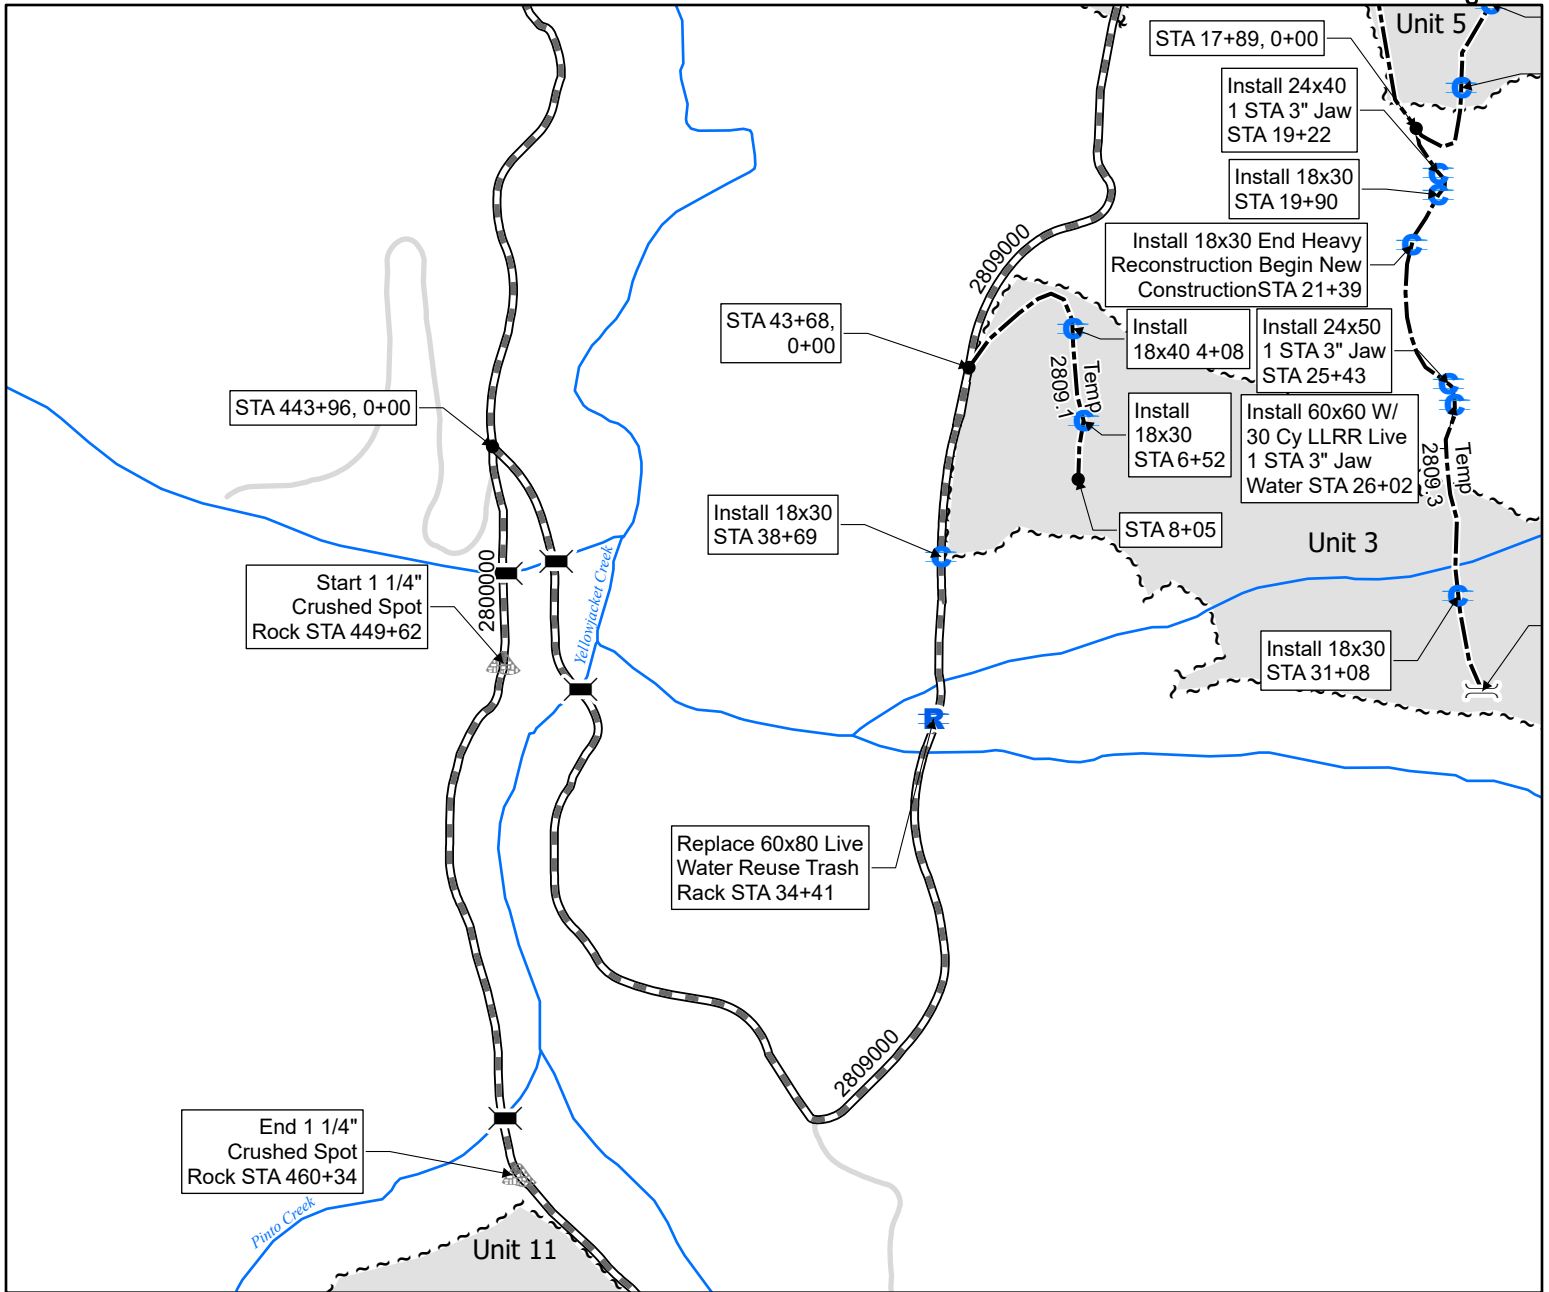 Unit 5
STA 17+89, 0+00
Install 24x40
1 STA 3" Jaw
STA 19+22
Install 18x30
STA 19+90
Install 18x30 End Heavy
Reconstruction Begin New
ConstructionSTA 21+39
2809000
STA 43+68,
0+00
Install
18x40 4+08
Install 24x50
1 STA 3" Jaw
STA 25+43
Temp
2809.1
STA 443+96, 0+00
Install
18x30
STA 6+52
Install 60x60 W/
30 Cy LLRR Live
1 STA 3" Jaw
Water STA 26+02
Temp
2809.3
Install 18x30
STA 38+69
STA 8+05
Unit 3
2800000
Yellowjacket Creek
Start 1 1/4"
Crushed Spot
Rock STA 449+62
Install 18x30
STA 31+08
C
C
C
C
C
C
C
C
C
C
C
R
Replace 60x80 Live
Water Reuse Trash
Rack STA 34+41
2809000
End 1 1/4"
Crushed Spot
Rock STA 460+34
Pinto Creek
Unit 11